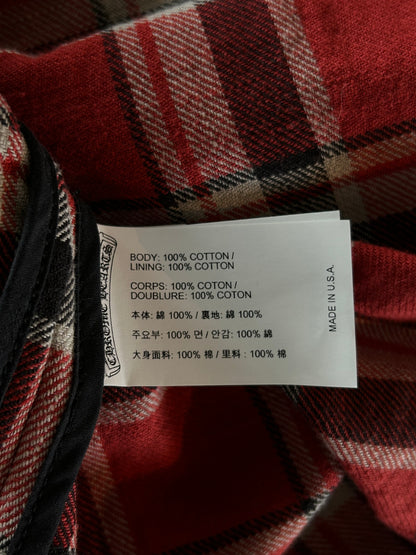 CHROME HEARTS
BODY: 100% COTTON /
LINING: 100% COTTON
CORPS: 100% COTTON /
DOUBLURE: 100% COTON
本体: 綿 100% / 裏地: 綿 100%
주요부: 100% 면 / 안감: 100% 면
大身面料: 100% 棉 / 里料: 100% 棉
MADE IN U.S.A.